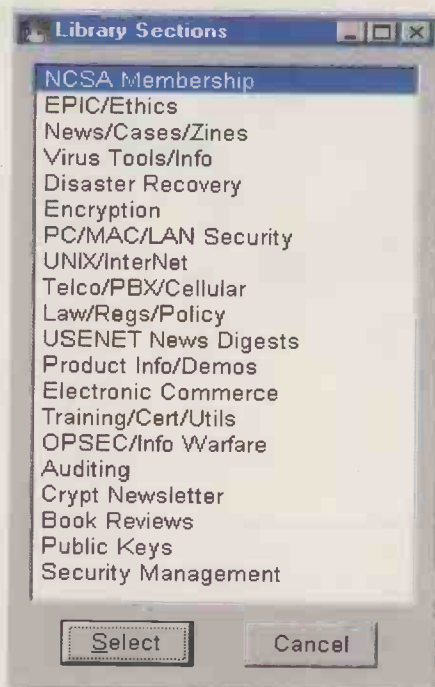 Library Sections
NCSA Membership
EPIC/Ethics
News/Cases/Zines
Virus Tools/Info
Disaster Recovery
Encryption
PC/MAC/LAN Security
UNIX/InterNet
Telco/PBX/Cellular
Law/Regs/Policy
USENET News Digests
Product Info/Demos
Electronic Commerce
Training/Cert/Utils
OPSEC/Info Warfare
Auditing
Crypt Newsletter
Book Reviews
Public Keys
Security Management
Select Cancel